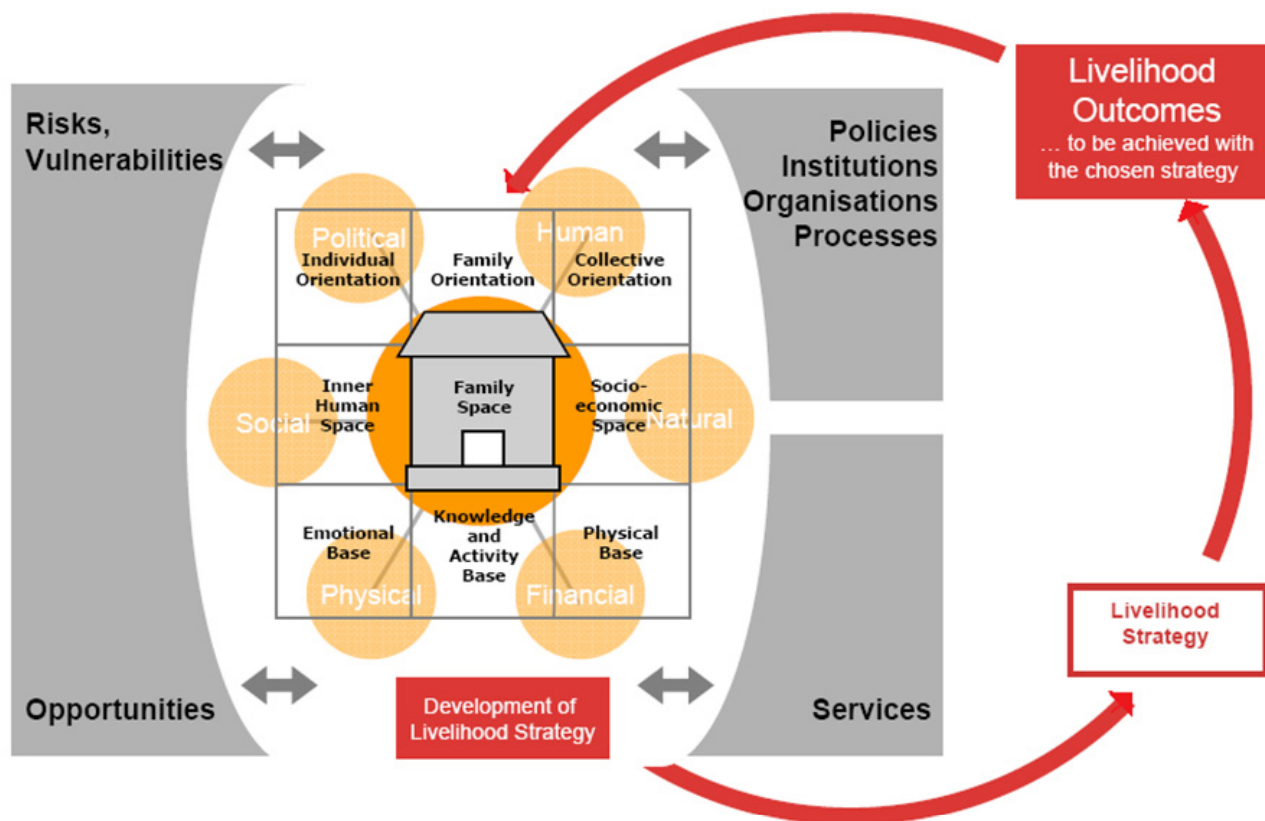 Risks,
Vulnerabilities
Opportunities
Policies
Institutions
Organisations
Processes
Services
Livelihood
Outcomes
… to be achieved with
the chosen strategy
Livelihood
Strategy
Development of
Livelihood Strategy
Political
Human
Social
Natural
Physical
Financial
Individual
Orientation
Family
Orientation
Collective
Orientation
Inner
Human
Space
Family
Space
Socio-
economic
Space
Emotional
Base
Knowledge
and
Activity
Base
Physical
Base